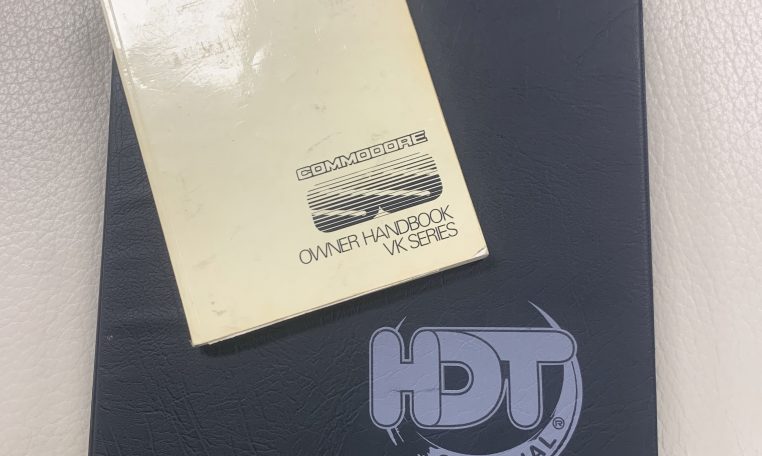 COMMODORE
OWNER HANDBOOK
VK SERIES
HDT
®